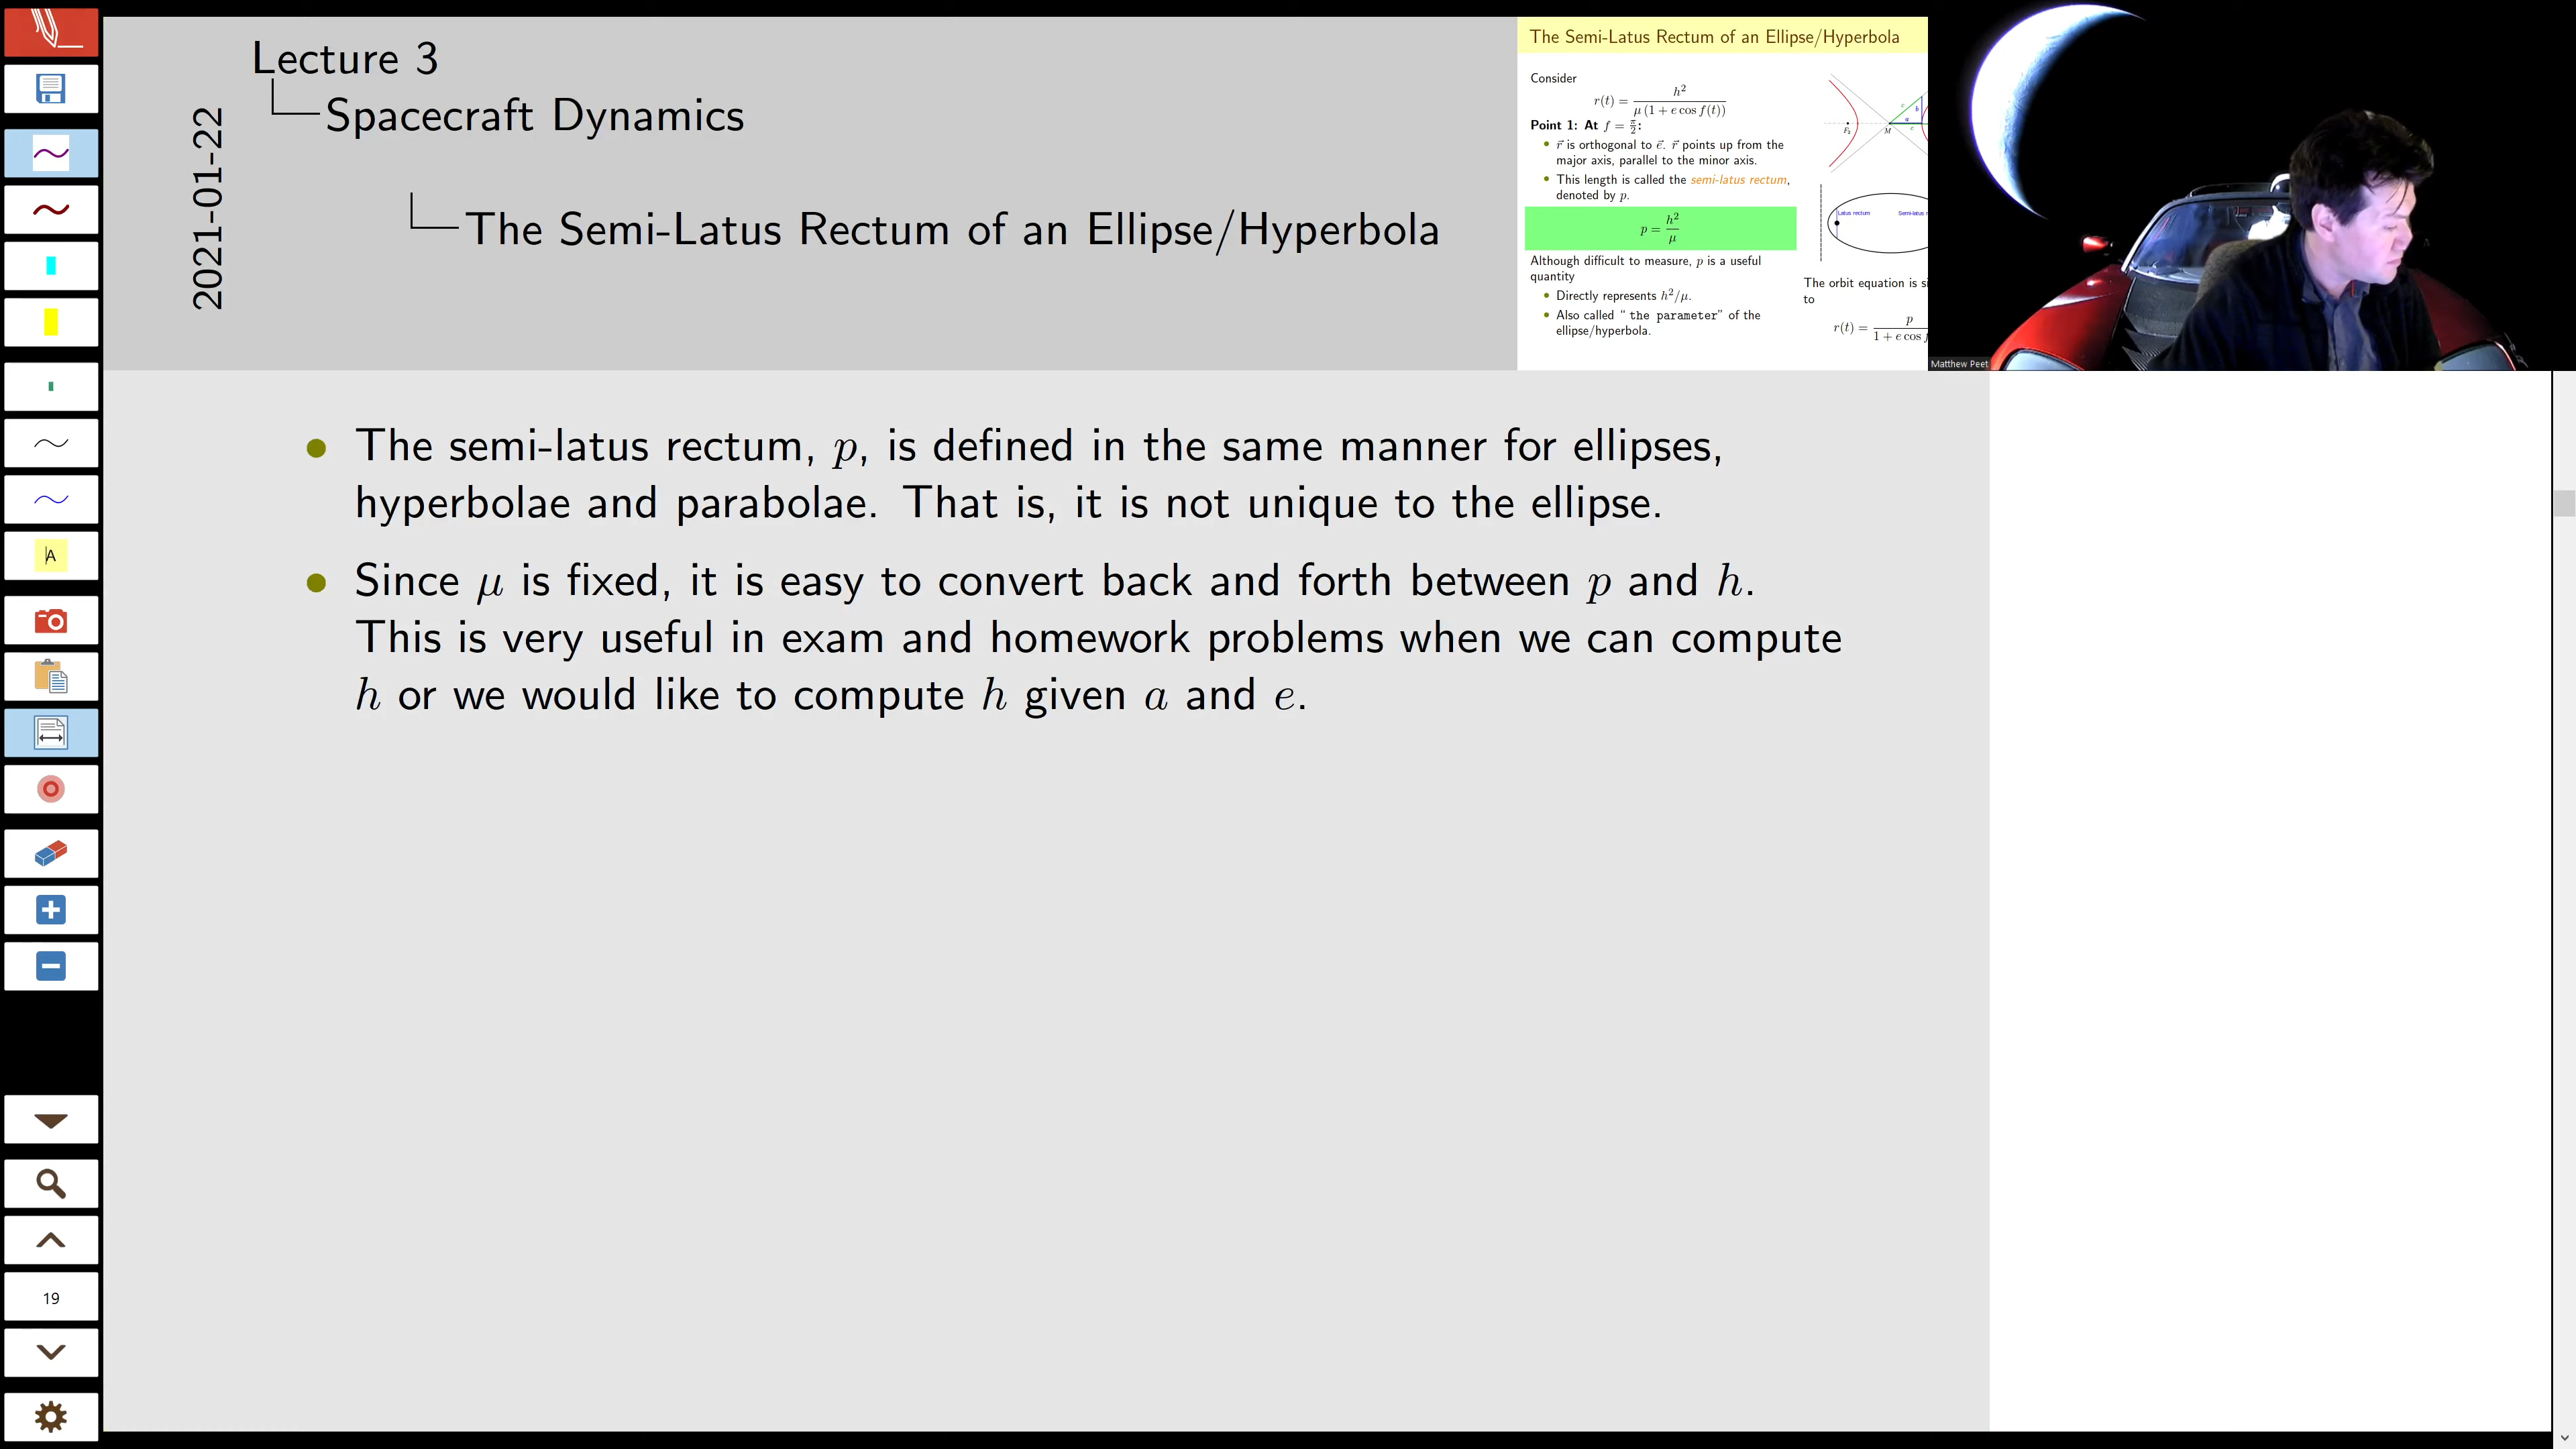 Lecture 3
Spacecraft Dynamics
The Semi-Latus Rectum of an Ellipse/Hyperbola
2021-01-22
The Semi-Latus Rectum of an Ellipse/Hyperbola
Consider
r(t) = h² / μ (1 + e cos f(t))
Point 1: At f = π/2:
• r⃗ is orthogonal to e⃗. r⃗ points up from the
major axis, parallel to the minor axis.
• This length is called the semi-latus rectum,
denoted by p.
p = h²/μ
Although difficult to measure, p is a useful
quantity
• Directly represents h²/μ.
• Also called “ the parameter” of the
ellipse/hyperbola.
M
a
b
c
c
Latus rectum
The orbit equation is
to
r(t) = p / 1 + e cos
Matthew Peet
• The semi-latus rectum, p, is defined in the same manner for ellipses,
hyperbolae and parabolae. That is, it is not unique to the ellipse.
• Since μ is fixed, it is easy to convert back and forth between p and h.
This is very useful in exam and homework problems when we can compute
h or we would like to compute h given a and e.
A
19